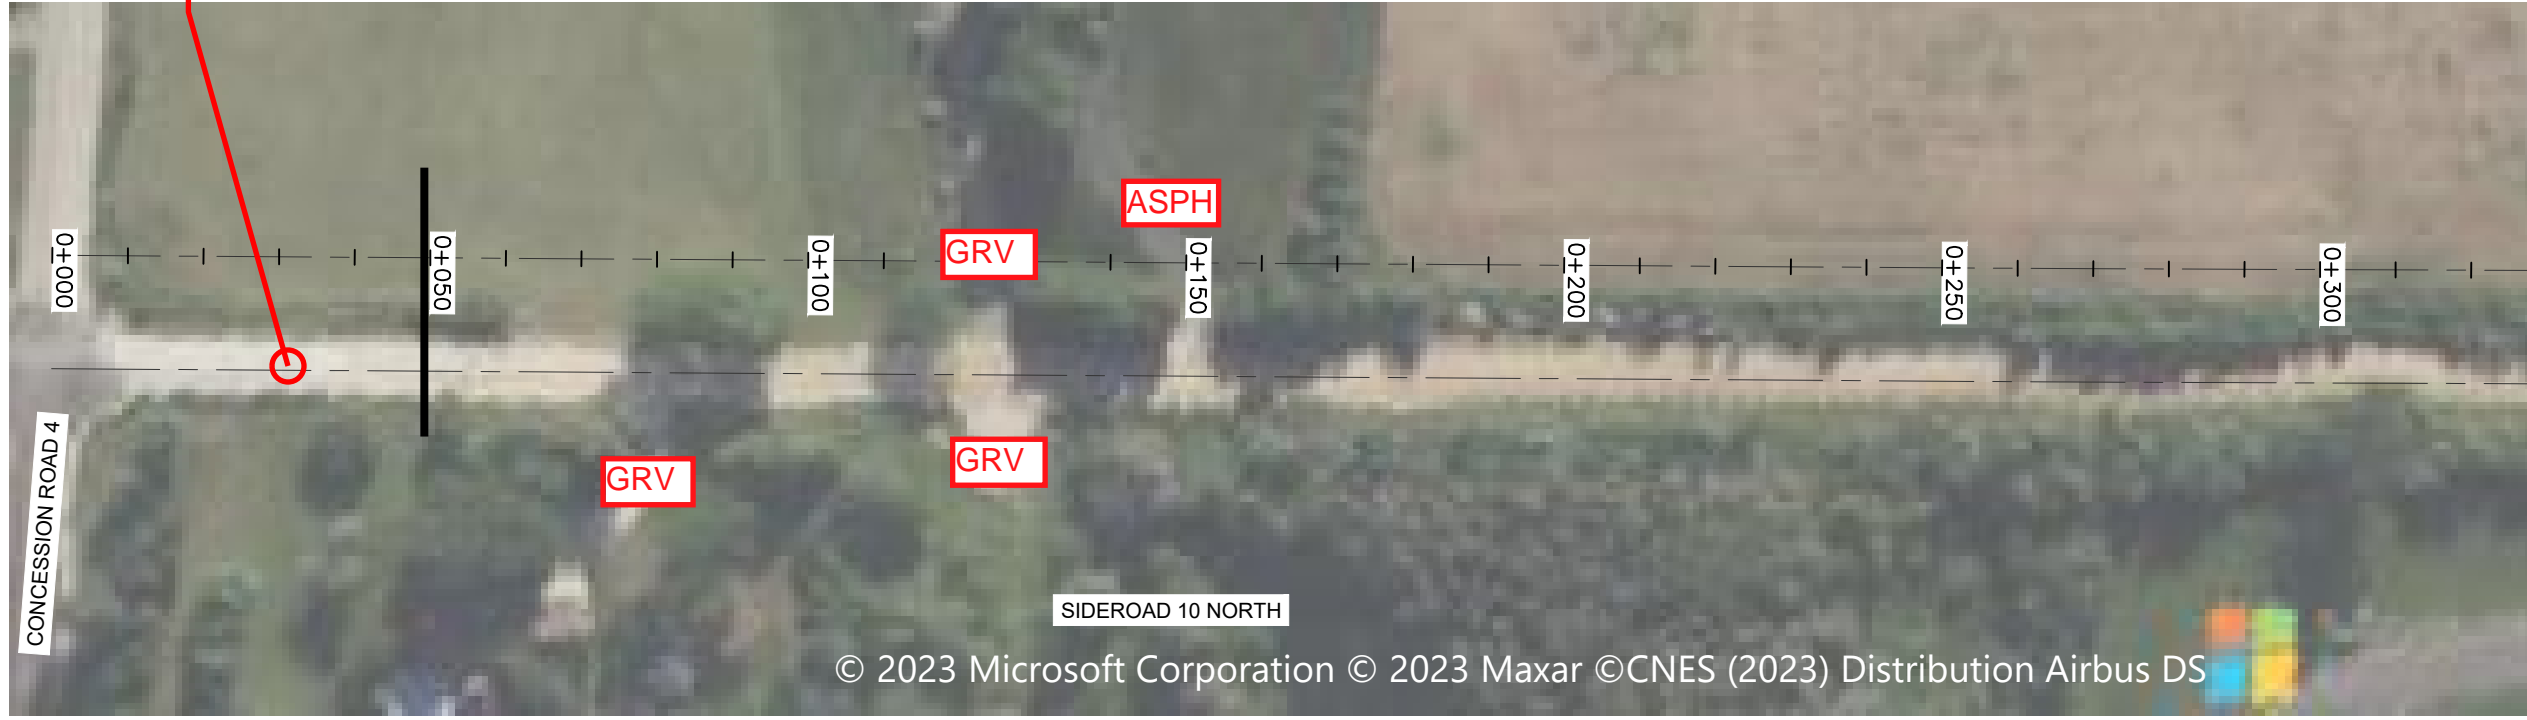 ASPH
GRV
0+000
0+050
0+100
0+150
0+200
0+250
0+300
GRV
GRV
CONCESSION ROAD 4
SIDEROAD 10 NORTH
© 2023 Microsoft Corporation © 2023 Maxar ©CNES (2023) Distribution Airbus DS